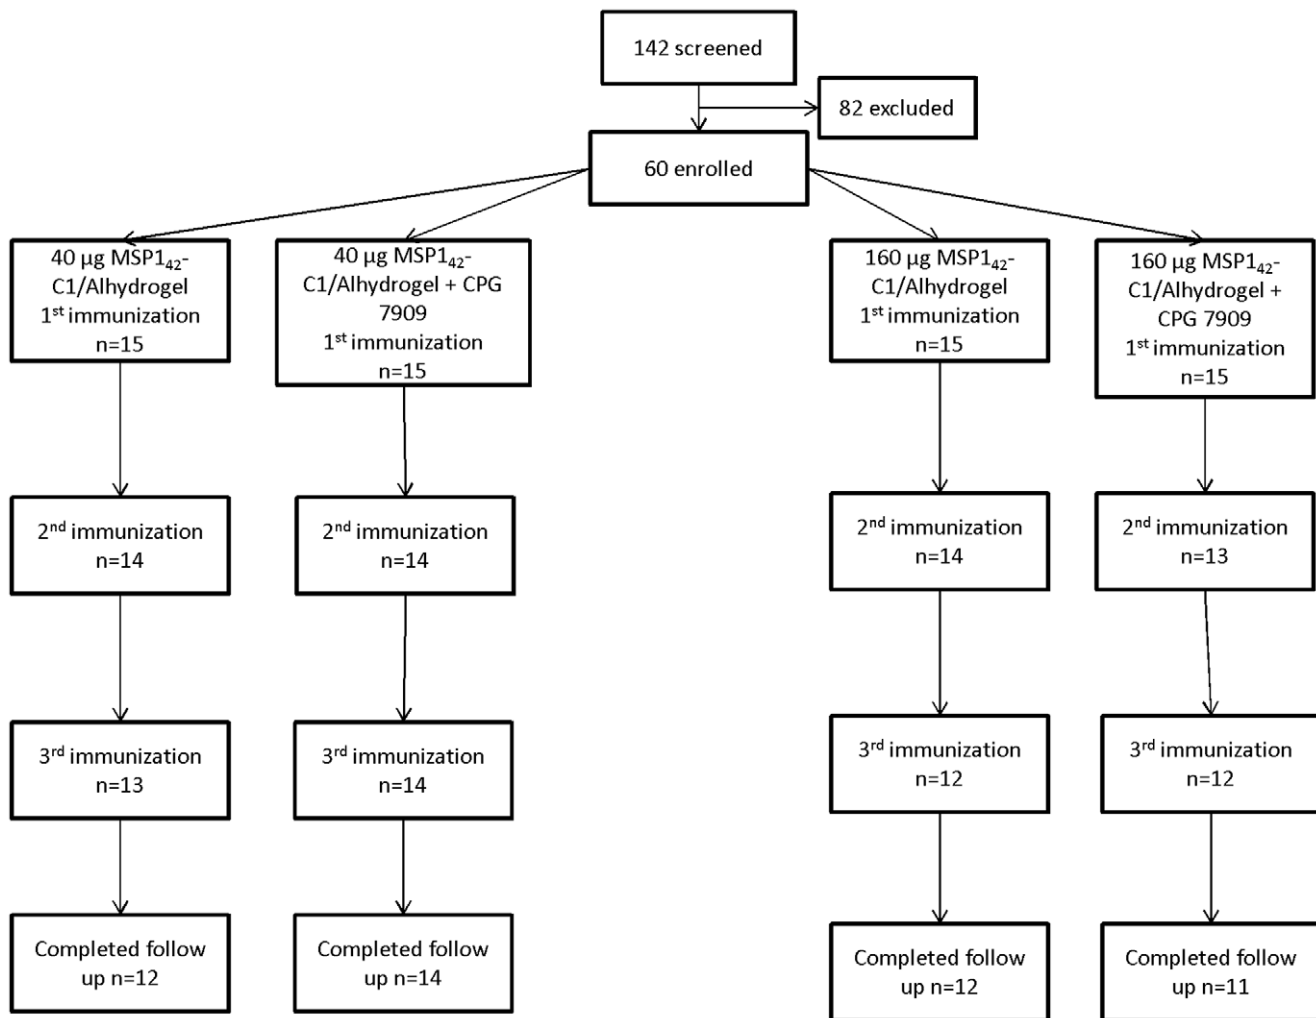 142 screened
82 excluded
60 enrolled
40 µg MSP1₄₂-
C1/Alhydrogel
1ˢᵗ immunization
n=15
40 µg MSP1₄₂-
C1/Alhydrogel + CPG
7909
1ˢᵗ immunization
n=15
160 µg MSP1₄₂-
C1/Alhydrogel
1ˢᵗ immunization
n=15
160 µg MSP1₄₂-
C1/Alhydrogel +
CPG 7909
1ˢᵗ immunization
n=15
2ⁿᵈ immunization
n=14
2ⁿᵈ immunization
n=14
2ⁿᵈ immunization
n=14
2ⁿᵈ immunization
n=13
3ʳᵈ immunization
n=13
3ʳᵈ immunization
n=14
3ʳᵈ immunization
n=12
3ʳᵈ immunization
n=12
Completed follow
up n=12
Completed follow
up n=14
Completed follow
up n=12
Completed follow
up n=11